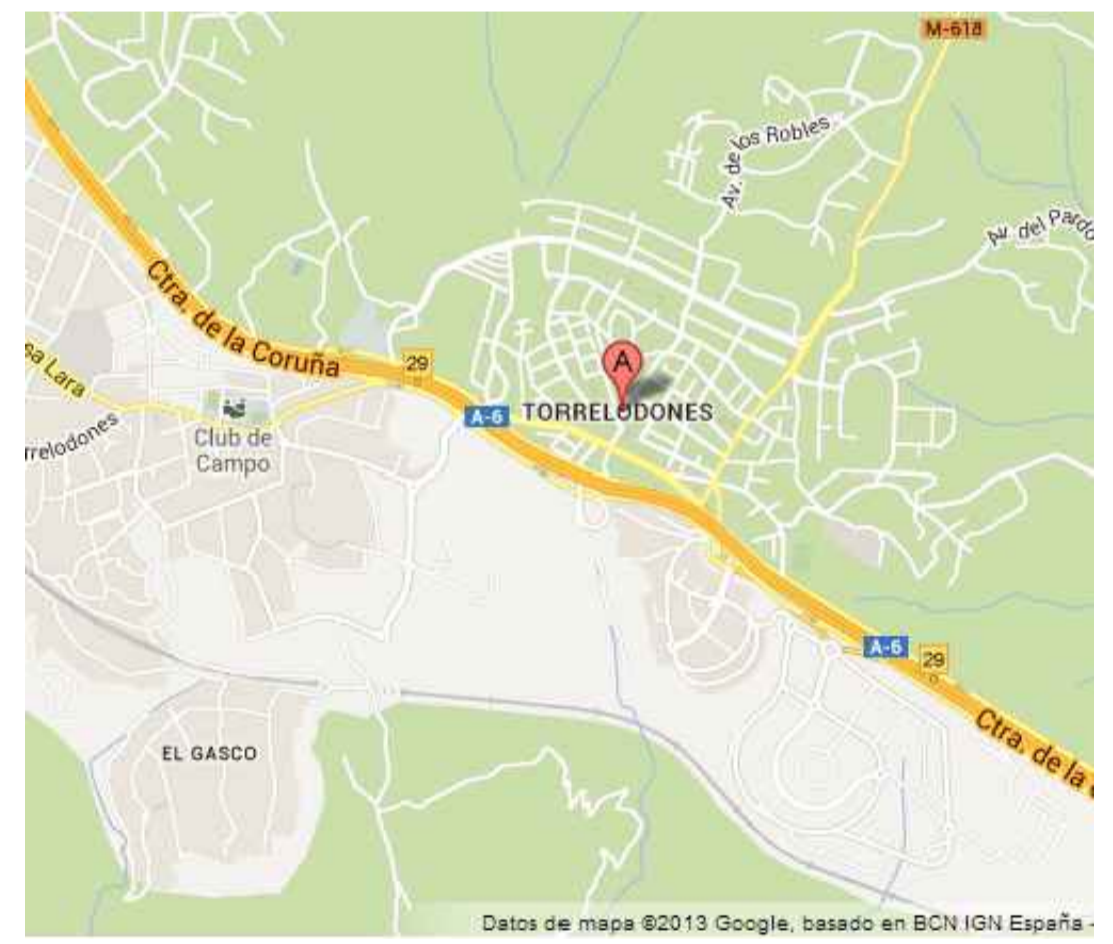 M-618
Av. de los Robles
Av. del Pardo
Ctra. de la Coruña
29
sa Lara
A
A-6
TORRELODONES
Club de
Campo
rrelodones
A-6
29
Ctra. de la
EL GASCO
Datos de mapa ©2013 Google, basado en BCN IGN España -